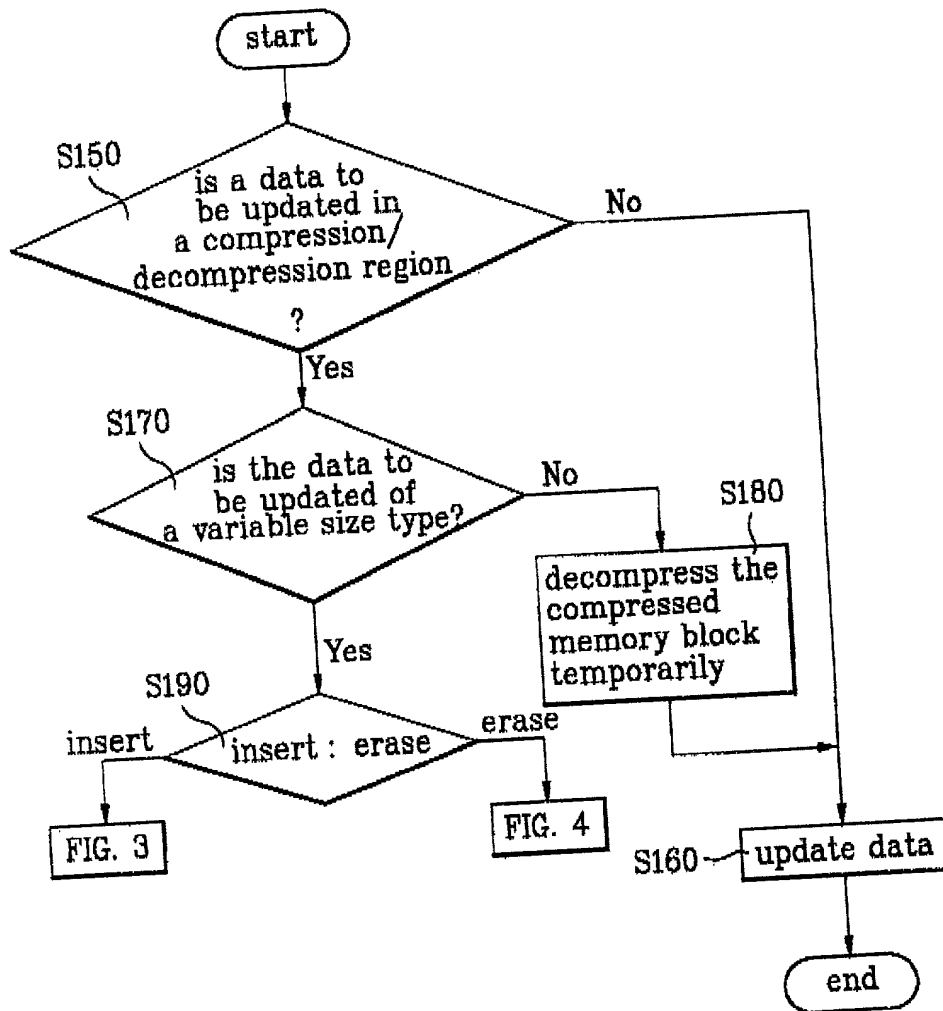 start
S150
is a data to
be updated in
a compression/
decompression region
?
No
Yes
S170
is the data to
be updated of
a variable size type?
No
S180
decompress the
compressed
memory block
temporarily
Yes
S190
insert
insert : erase
erase
FIG. 3
FIG. 4
S160
update data
end